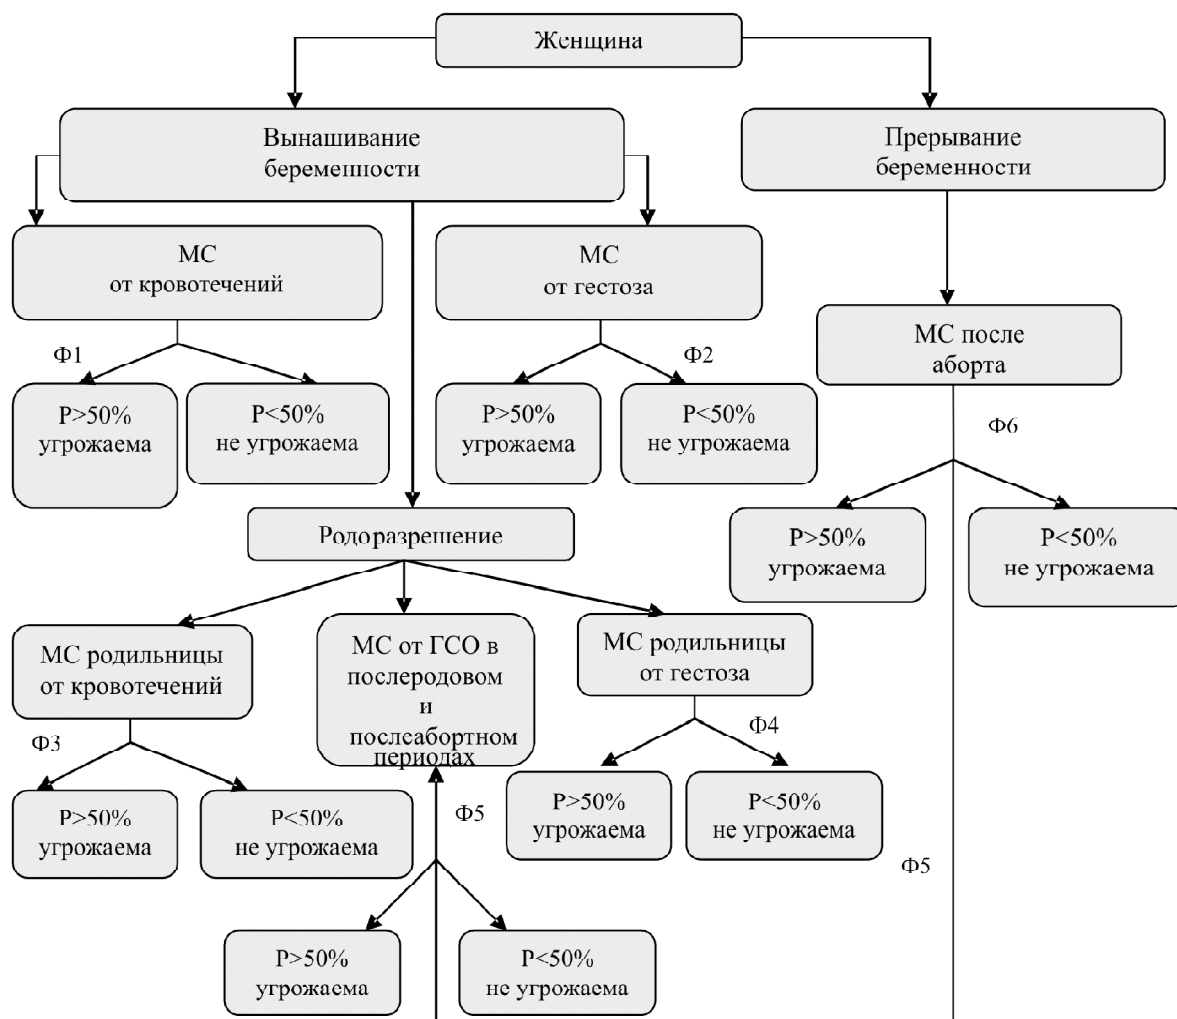 Женщина
Вынашивание
беременности
Прерывание
беременности
МС
от кровотечений
МС
от гестоза
МС после
аборта
Ф1
Ф2
Р>50%
угрожаема
Р<50%
не угрожаема
Р>50%
угрожаема
Р<50%
не угрожаема
Ф6
Р>50%
угрожаема
Р<50%
не угрожаема
Родоразрешение
МС родильницы
от кровотечений
МС от ГСО в
послеродовом
и
послеабортном
периодах
МС родильницы
от гестоза
Ф3
Ф4
Р>50%
угрожаема
Р<50%
не угрожаема
Ф5
Р>50%
угрожаема
Р<50%
не угрожаема
Ф5
Р>50%
угрожаема
Р<50%
не угрожаема